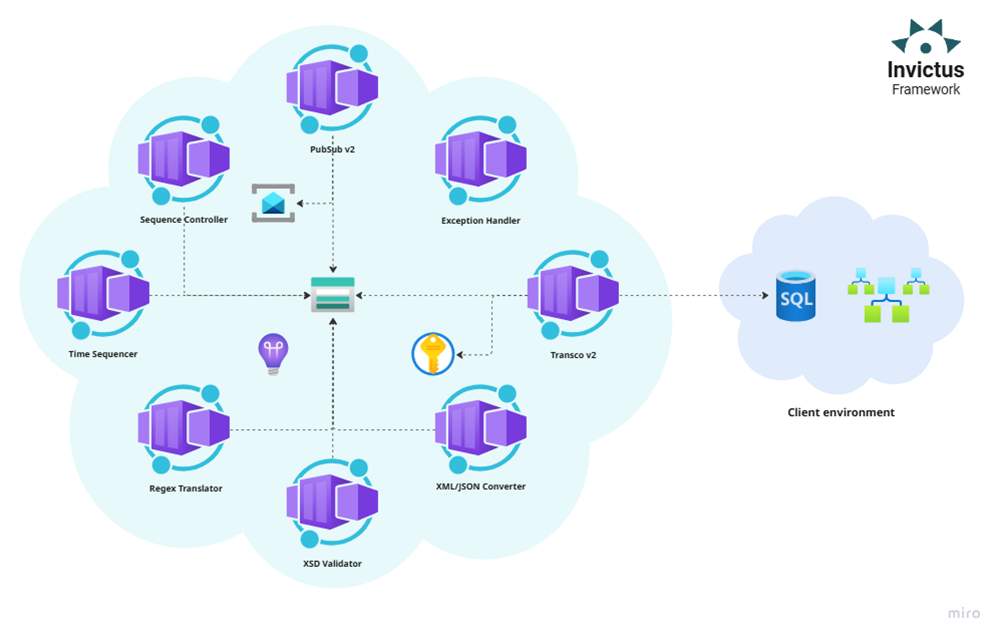 Invictus
Framework
PubSub v2
Sequence Controller
Exception Handler
Time Sequencer
Transco v2
SQL
Client environment
Regex Translator
XML/JSON Converter
XSD Validator
miro